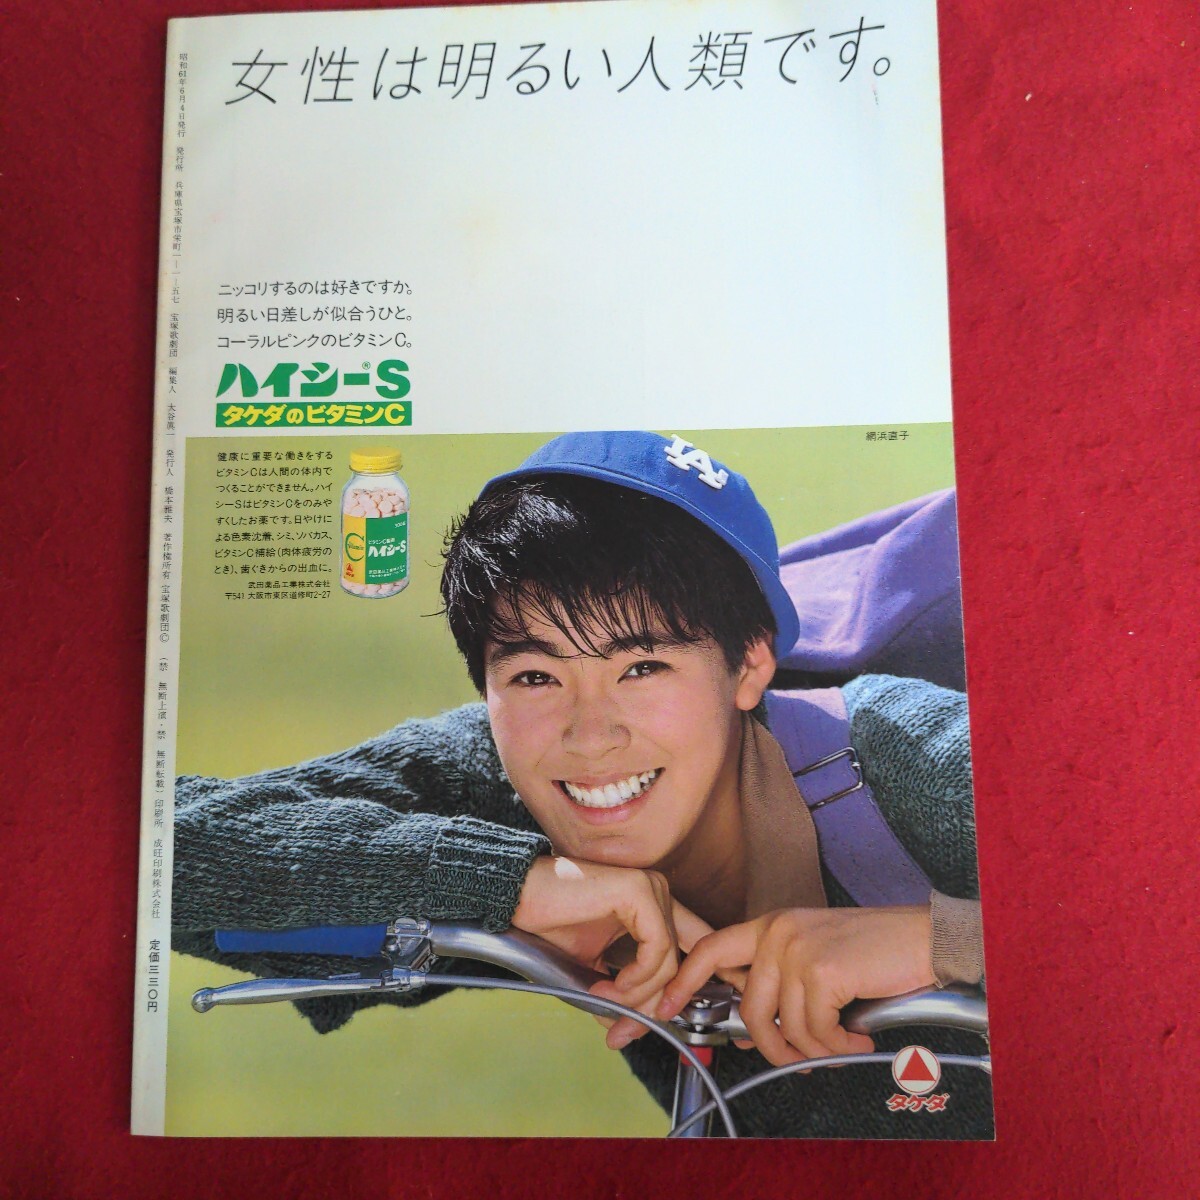 女性は明るい人類です。
ニッコリするのは好きですか。
明るい日差しが似合うひと。
コーラルピンクのビタミンC。
ハイシー®S
タケダのビタミンC
健康に重要な働きをする
ビタミンCは人間の体内で
つくることができません。ハイ
シーSはビタミンCをのみや
すくしたお薬です。日やけに
よる色素沈着、シミ、ソバカス、
ビタミンC補給(肉体疲労の
とき)、歯ぐきからの出血に。
武田薬品工業株式会社
〒541 大阪市東区道修町2-27
ハイシーS
網浜直子
LA
タケダ
昭和61年6月4日発行 発行所 兵庫県宝塚市栄町一ー一ー五七 宝塚歌劇団 編集人 大谷真一 発行人 橋本雅夫 著作権所有 宝塚歌劇団© (禁 無断上演・禁 無断転載) 印刷所 成旺印刷株式会社 定価三三〇円